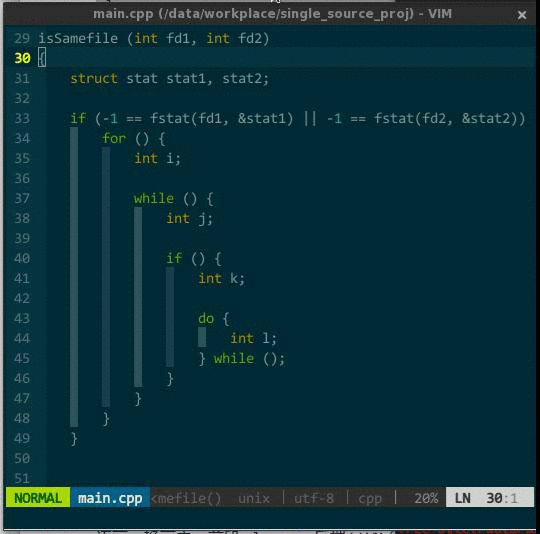 main.cpp (/data/workplace/single_source_proj) - VIM ×
29 isSamefile (int fd1, int fd2)
30 {
31     struct stat stat1, stat2;
32
33     if (-1 == fstat(fd1, &stat1) || -1 == fstat(fd2, &stat2))
34         for () {
35             int i;
36
37             while () {
38                 int j;
39
40                 if () {
41                     int k;
42
43                     do {
44                         int l;
45                     } while ();
46                 }
47             }
48         }
49     }
50
51
NORMAL main.cpp <mefile() unix | utf-8 | cpp | 20% LN 30:1